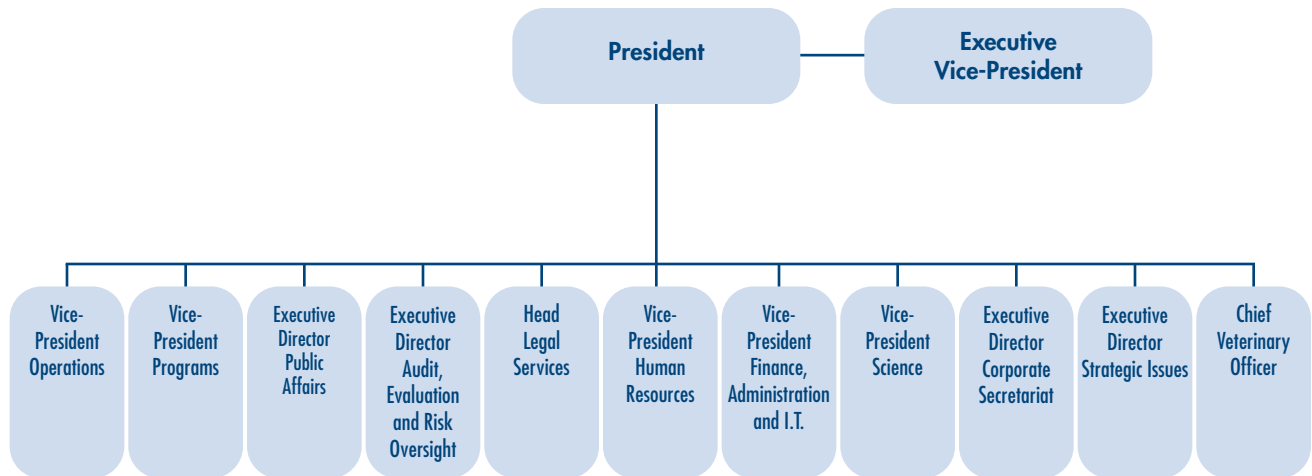 President
Executive
Vice-President
Vice-
President
Operations
Vice-
President
Programs
Executive
Director
Public
Affairs
Executive
Director
Audit,
Evaluation
and Risk
Oversight
Head
Legal
Services
Vice-
President
Human
Resources
Vice-
President
Finance,
Administration
and I.T.
Vice-
President
Science
Executive
Director
Corporate
Secretariat
Executive
Director
Strategic Issues
Chief
Veterinary
Officer